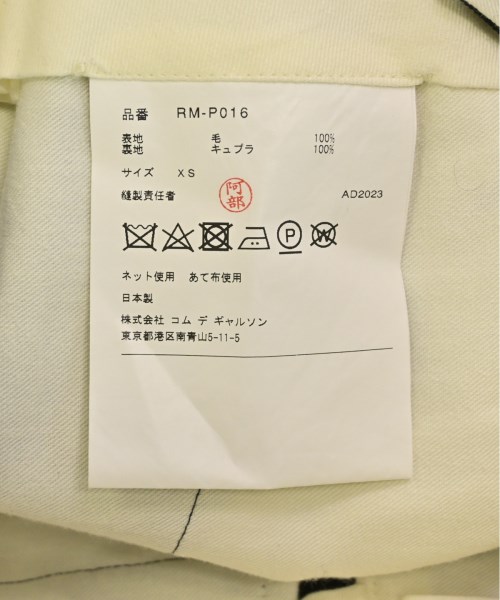 品番 RM-P016
表地 毛 100%
裏地 キュプラ 100%
サイズ XS
縫製責任者 阿部 AD2023
P W
ネット使用 あて布使用
日本製
株式会社 コム デ ギャルソン
東京都港区南青山5-11-5